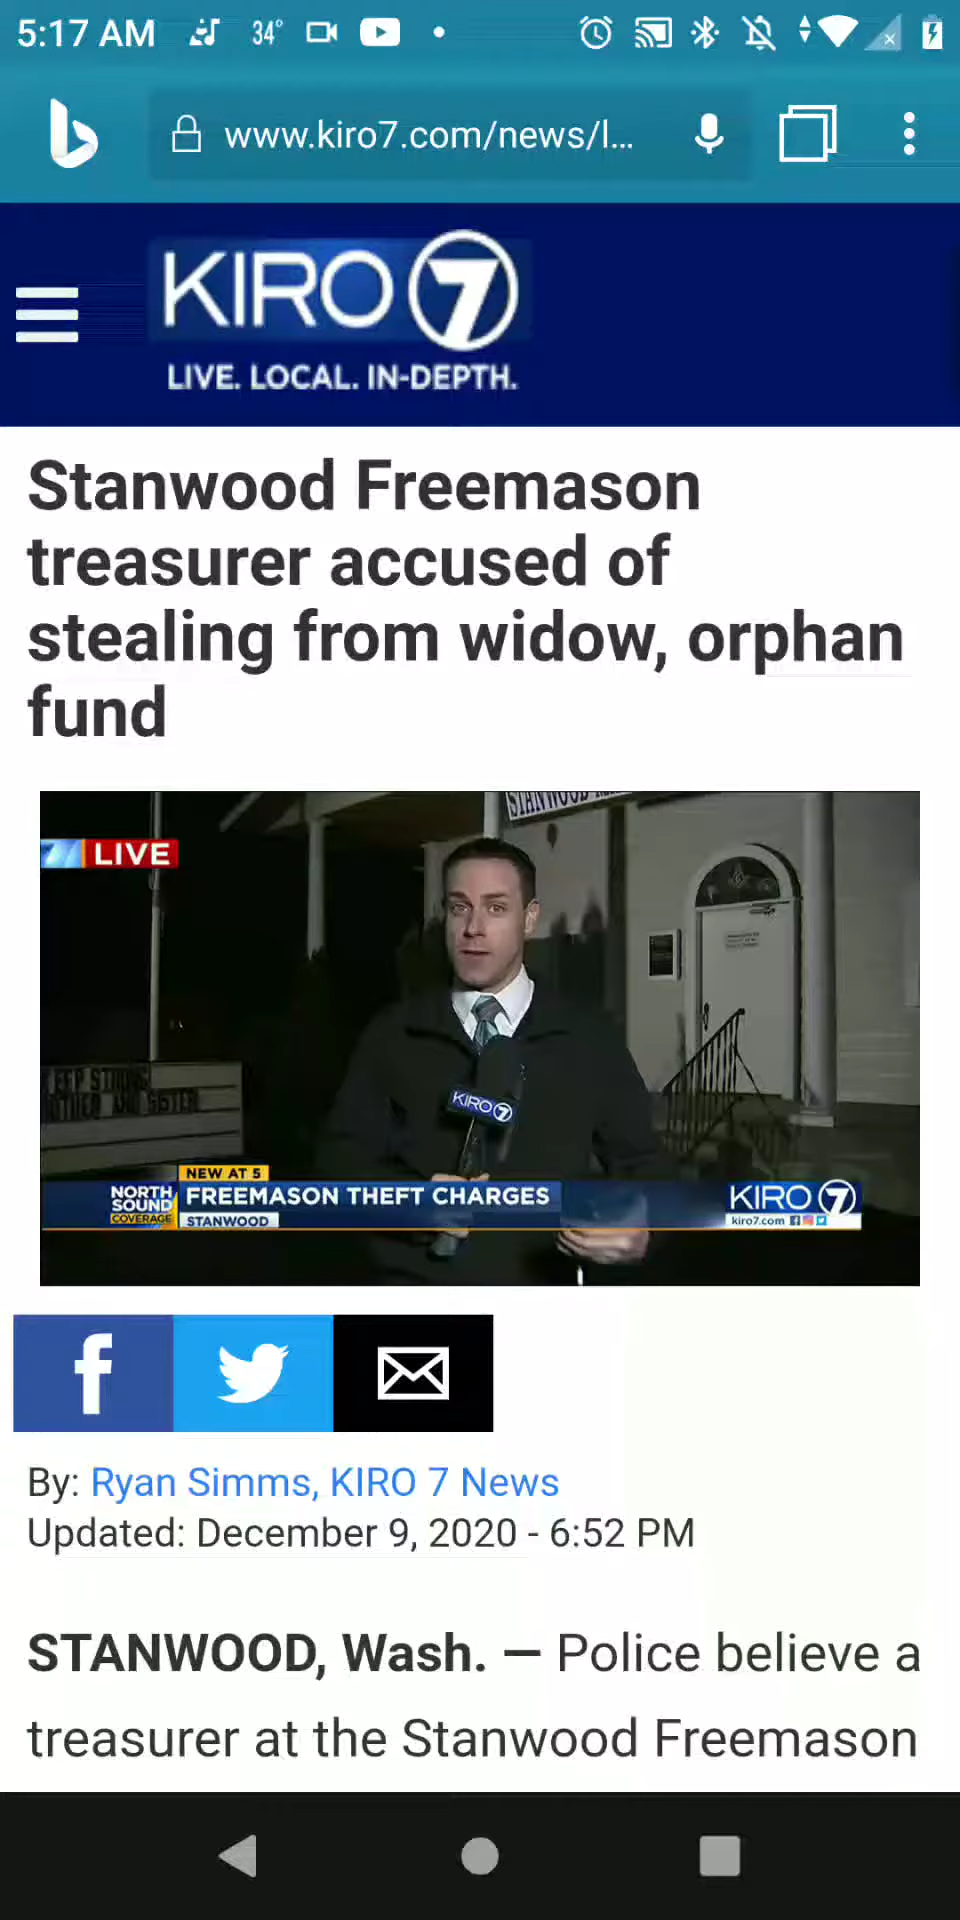 5:17 AM 34°
www.kiro7.com/news/l...
KIRO 7
LIVE. LOCAL. IN-DEPTH.
Stanwood Freemason
treasurer accused of
stealing from widow, orphan
fund
STANWOOD
7 LIVE
KIRO 7
NEW AT 5
NORTH
SOUND
COVERAGE
FREEMASON THEFT CHARGES
STANWOOD
KIRO 7
kiro7.com
f
By: Ryan Simms, KIRO 7 News
Updated: December 9, 2020 - 6:52 PM
STANWOOD, Wash. — Police believe a
treasurer at the Stanwood Freemason